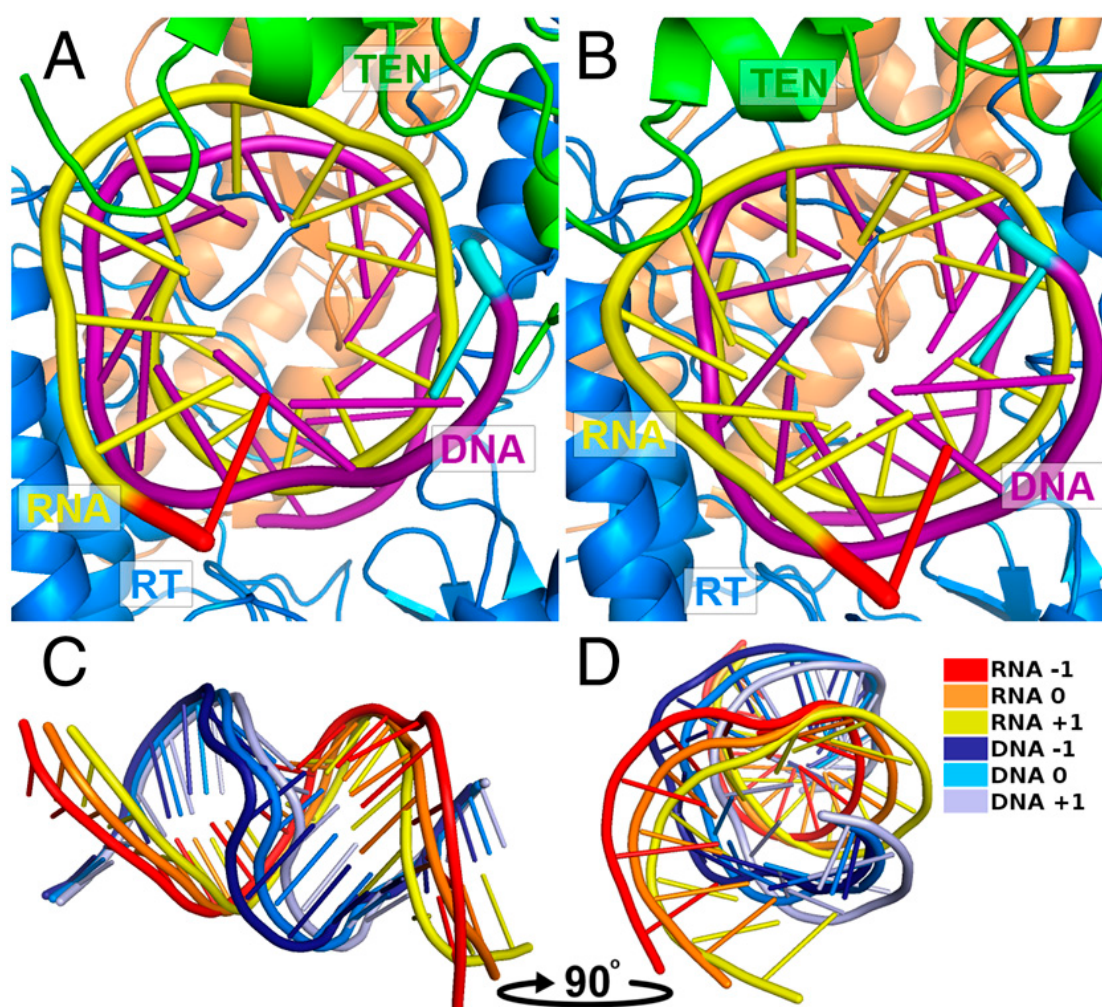 A
TEN
RNA
DNA
RT
B
TEN
RNA
DNA
RT
C
D
RNA -1
RNA 0
RNA +1
DNA -1
DNA 0
DNA +1
90°